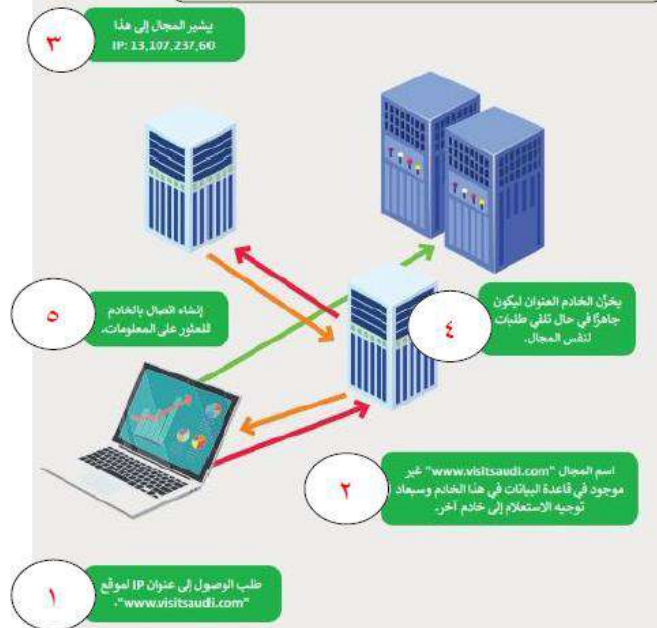 يشير المجال إلى هذا
IP: 13,107,237,60
٣
إنشاء اتصال بالخادم
للعثور على المعلومات.
٥
يخزّن الخادم العنوان ليكون
جاهزًا في حال تلقي طلبات
لنفس المجال.
٤
اسم المجال "www.visitsaudi.com" غير
موجود في قاعدة البيانات في هذا الخادم وسيعاد
توجيه الاستعلام إلى خادم آخر.
٢
طلب الوصول إلى عنوان IP لموقع
"www.visitsaudi.com".
١